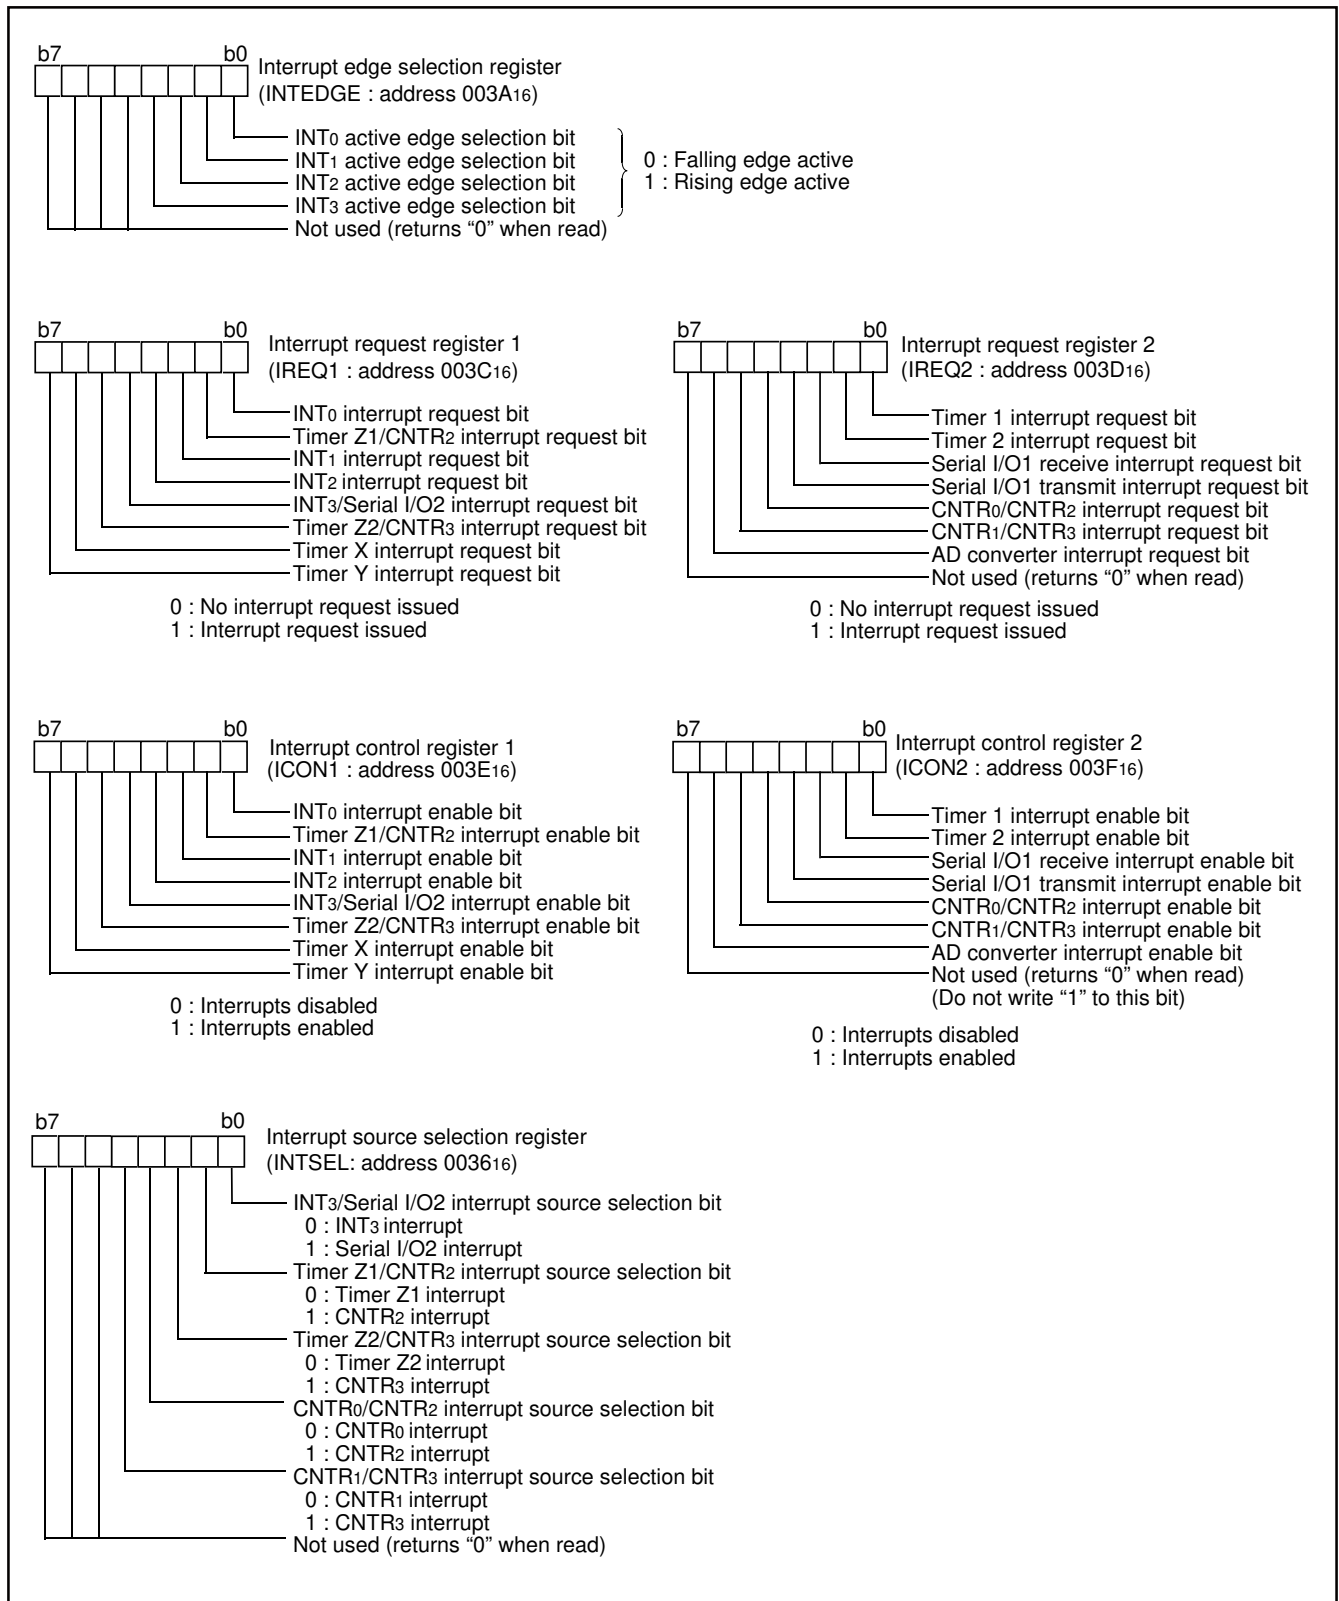 b7 b0
Interrupt edge selection register
(INTEDGE : address 003A16)
INT0 active edge selection bit
INT1 active edge selection bit
INT2 active edge selection bit
INT3 active edge selection bit
Not used (returns “0” when read)
0 : Falling edge active
1 : Rising edge active
b7 b0
Interrupt request register 1
(IREQ1 : address 003C16)
INT0 interrupt request bit
Timer Z1/CNTR2 interrupt request bit
INT1 interrupt request bit
INT2 interrupt request bit
INT3/Serial I/O2 interrupt request bit
Timer Z2/CNTR3 interrupt request bit
Timer X interrupt request bit
Timer Y interrupt request bit
0 : No interrupt request issued
1 : Interrupt request issued
b7 b0
Interrupt request register 2
(IREQ2 : address 003D16)
Timer 1 interrupt request bit
Timer 2 interrupt request bit
Serial I/O1 receive interrupt request bit
Serial I/O1 transmit interrupt request bit
CNTR0/CNTR2 interrupt request bit
CNTR1/CNTR3 interrupt request bit
AD converter interrupt request bit
Not used (returns “0” when read)
0 : No interrupt request issued
1 : Interrupt request issued
b7 b0
Interrupt control register 1
(ICON1 : address 003E16)
INT0 interrupt enable bit
Timer Z1/CNTR2 interrupt enable bit
INT1 interrupt enable bit
INT2 interrupt enable bit
INT3/Serial I/O2 interrupt enable bit
Timer Z2/CNTR3 interrupt enable bit
Timer X interrupt enable bit
Timer Y interrupt enable bit
0 : Interrupts disabled
1 : Interrupts enabled
b7 b0
Interrupt control register 2
(ICON2 : address 003F16)
Timer 1 interrupt enable bit
Timer 2 interrupt enable bit
Serial I/O1 receive interrupt enable bit
Serial I/O1 transmit interrupt enable bit
CNTR0/CNTR2 interrupt enable bit
CNTR1/CNTR3 interrupt enable bit
AD converter interrupt enable bit
Not used (returns “0” when read)
(Do not write “1” to this bit)
0 : Interrupts disabled
1 : Interrupts enabled
b7 b0
Interrupt source selection register
(INTSEL: address 003616)
INT3/Serial I/O2 interrupt source selection bit
0 : INT3 interrupt
1 : Serial I/O2 interrupt
Timer Z1/CNTR2 interrupt source selection bit
0 : Timer Z1 interrupt
1 : CNTR2 interrupt
Timer Z2/CNTR3 interrupt source selection bit
0 : Timer Z2 interrupt
1 : CNTR3 interrupt
CNTR0/CNTR2 interrupt source selection bit
0 : CNTR0 interrupt
1 : CNTR2 interrupt
CNTR1/CNTR3 interrupt source selection bit
0 : CNTR1 interrupt
1 : CNTR3 interrupt
Not used (returns “0” when read)